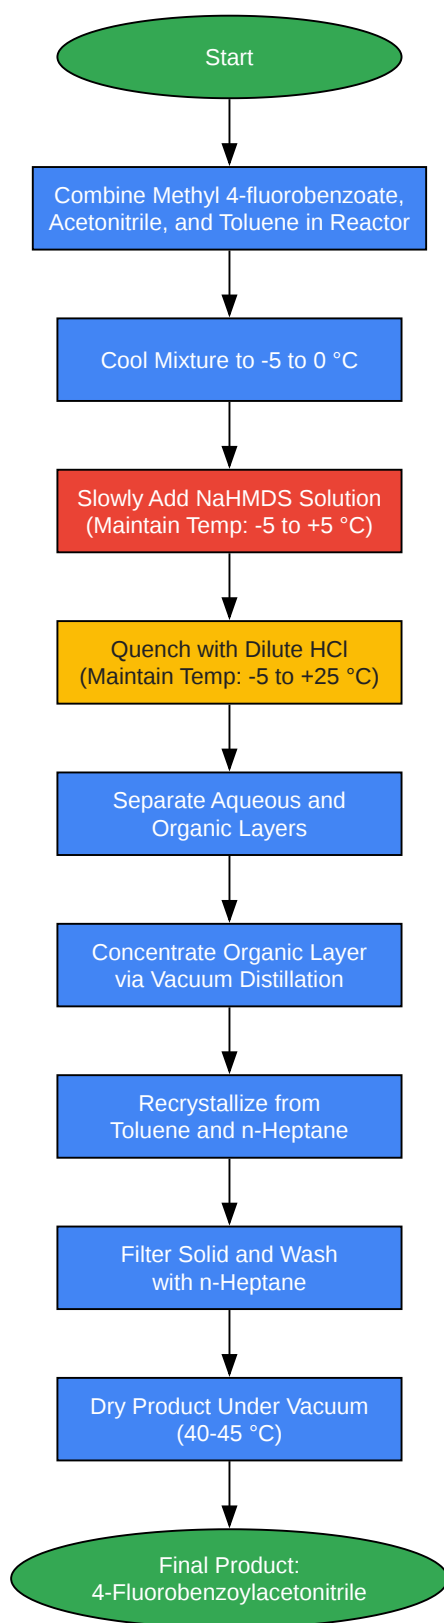 Start
Combine Methyl 4-fluorobenzoate,
Acetonitrile, and Toluene in Reactor
Cool Mixture to -5 to 0 °C
Slowly Add NaHMDS Solution
(Maintain Temp: -5 to +5 °C)
Quench with Dilute HCl
(Maintain Temp: -5 to +25 °C)
Separate Aqueous and
Organic Layers
Concentrate Organic Layer
via Vacuum Distillation
Recrystallize from
Toluene and n-Heptane
Filter Solid and Wash
with n-Heptane
Dry Product Under Vacuum
(40-45 °C)
Final Product:
4-Fluorobenzoylacetonitrile